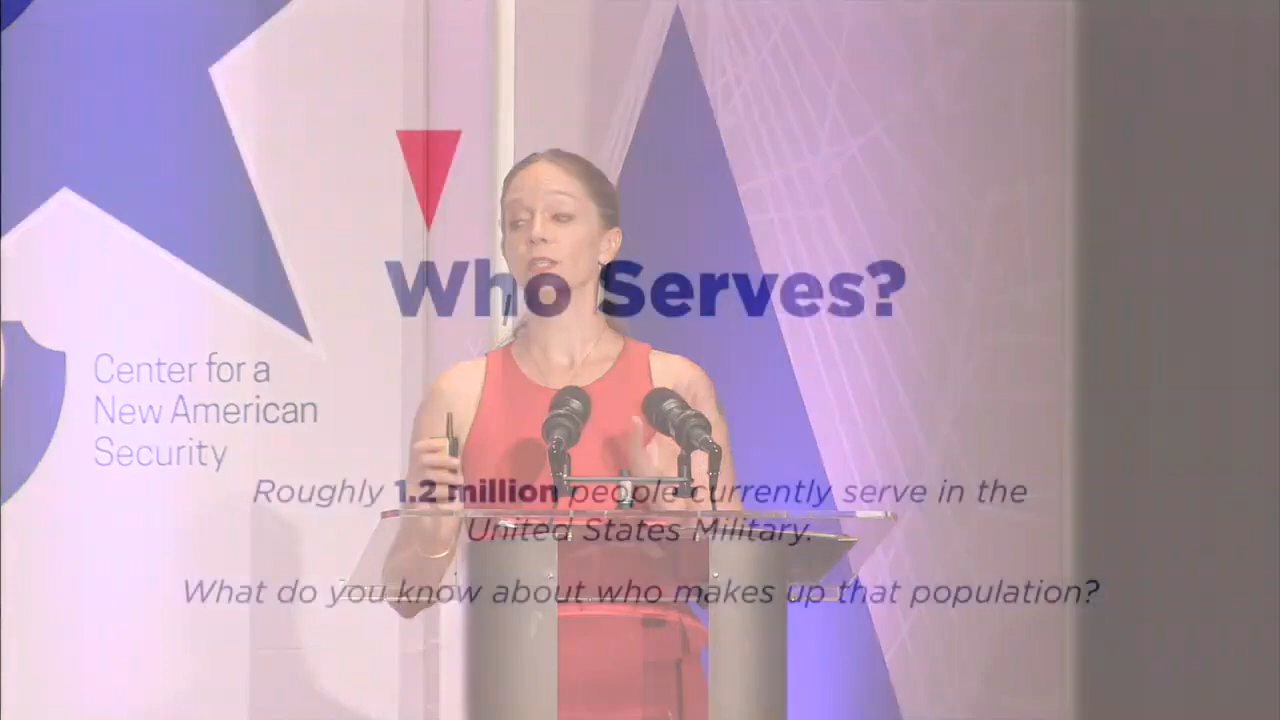 Who Serves?
Center for a
New American
Security
Roughly 1.2 million people currently serve in the
United States Military.
What do you know about who makes up that population?